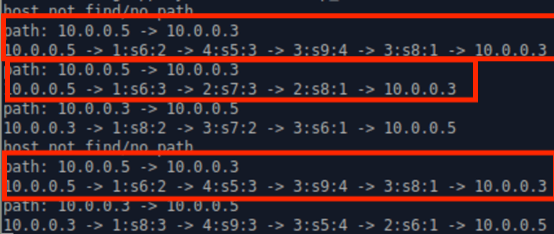 host not find/no path
path: 10.0.0.5 -> 10.0.0.3
10.0.0.5 -> 1:s6:2 -> 4:s5:3 -> 3:s9:4 -> 3:s8:1 -> 10.0.0.3
path: 10.0.0.5 -> 10.0.0.3
10.0.0.5 -> 1:s6:3 -> 2:s7:3 -> 2:s8:1 -> 10.0.0.3
path: 10.0.0.3 -> 10.0.0.5
10.0.0.3 -> 1:s8:2 -> 3:s7:2 -> 3:s6:1 -> 10.0.0.5
host not find/no path
path: 10.0.0.5 -> 10.0.0.3
10.0.0.5 -> 1:s6:2 -> 4:s5:3 -> 3:s9:4 -> 3:s8:1 -> 10.0.0.3
path: 10.0.0.3 -> 10.0.0.5
10.0.0.3 -> 1:s8:3 -> 4:s9:3 -> 3:s5:4 -> 2:s6:1 -> 10.0.0.5